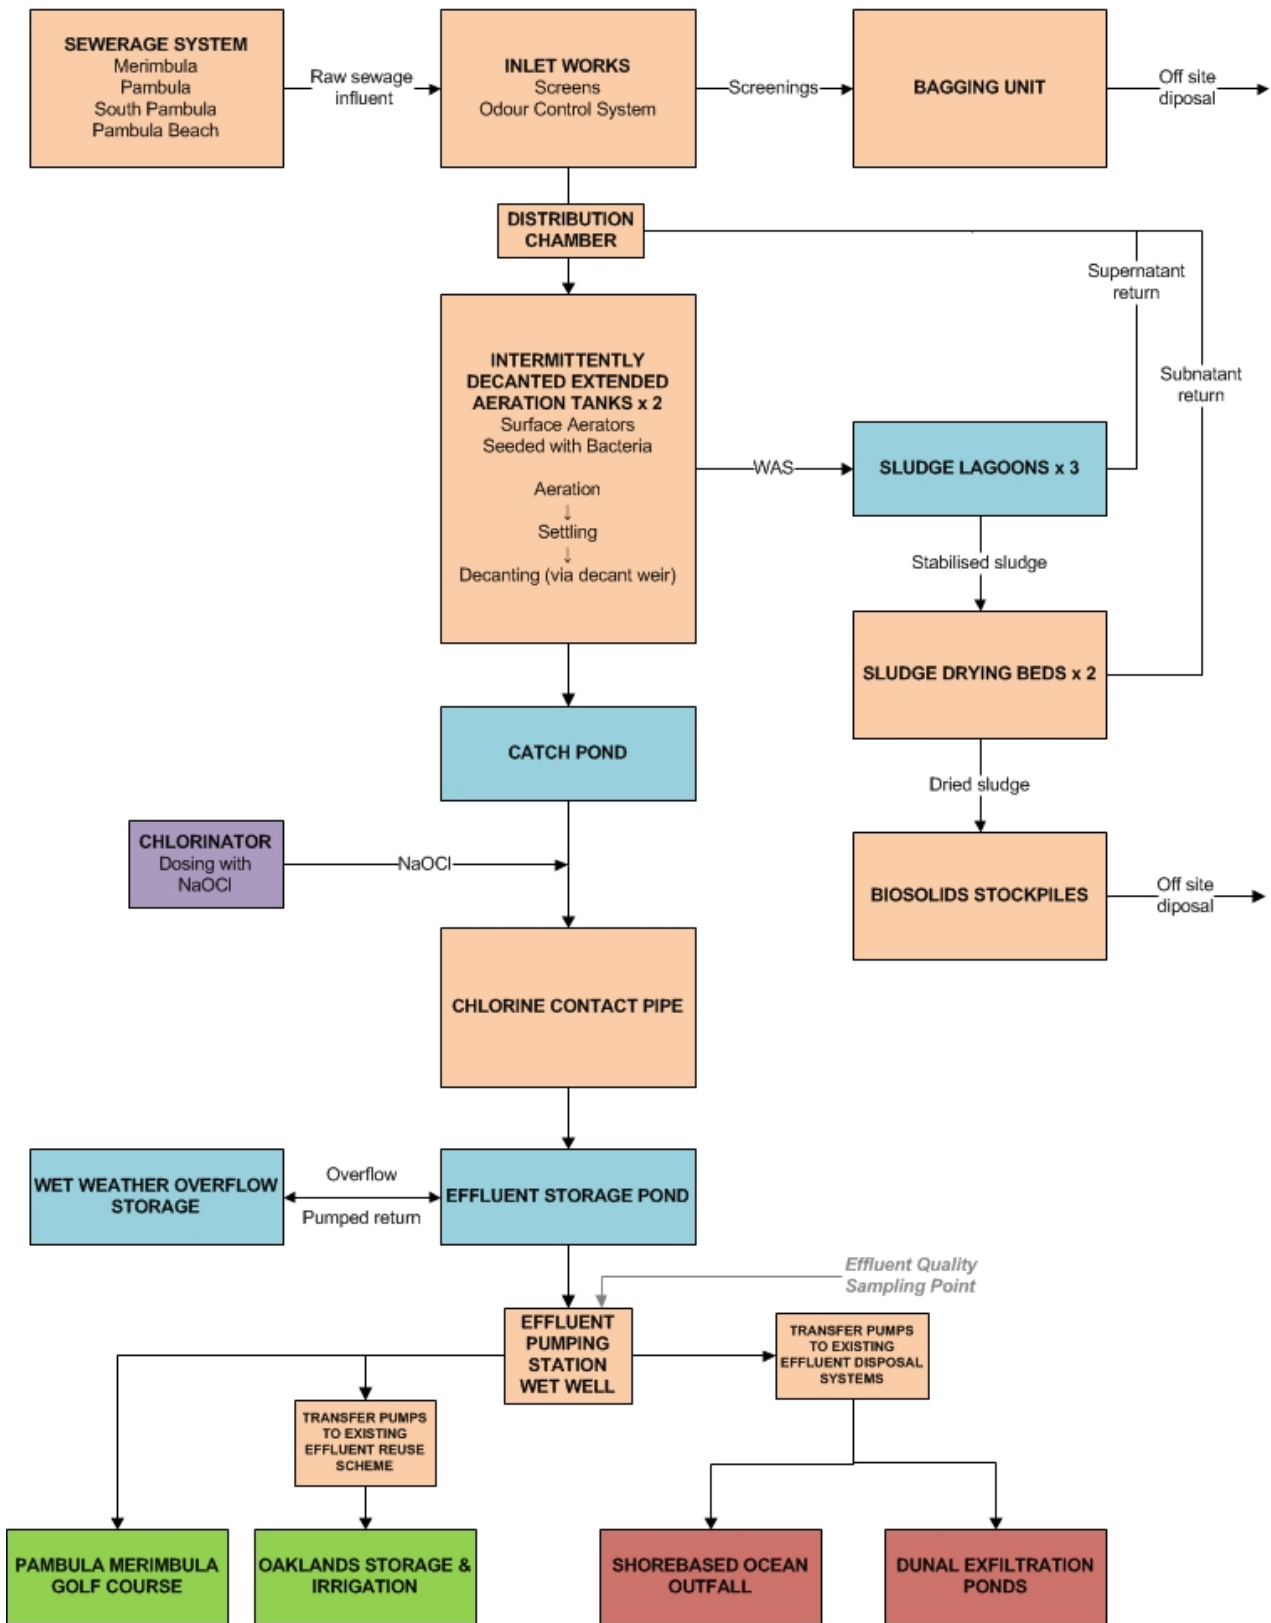 SEWERAGE SYSTEM
Merimbula
Pambula
South Pambula
Pambula Beach
Raw sewage
influent
INLET WORKS
Screens
Odour Control System
Screenings
BAGGING UNIT
Off site
diposal
DISTRIBUTION
CHAMBER
Supernatant
return
Subnatant
return
INTERMITTENTLY
DECANTED EXTENDED
AERATION TANKS x 2
Surface Aerators
Seeded with Bacteria
Aeration
↓
Settling
↓
Decanting (via decant weir)
WAS
SLUDGE LAGOONS x 3
Stabilised sludge
SLUDGE DRYING BEDS x 2
Dried sludge
BIOSOLIDS STOCKPILES
Off site
diposal
CATCH POND
CHLORINATOR
Dosing with
NaOCl
NaOCl
CHLORINE CONTACT PIPE
WET WEATHER OVERFLOW
STORAGE
Overflow
Pumped return
EFFLUENT STORAGE POND
Effluent Quality
Sampling Point
EFFLUENT
PUMPING
STATION
WET WELL
TRANSFER PUMPS
TO EXISTING
EFFLUENT DISPOSAL
SYSTEMS
TRANSFER PUMPS
TO EXISTING
EFFLUENT REUSE
SCHEME
PAMBULA MERIMBULA
GOLF COURSE
OAKLANDS STORAGE &
IRRIGATION
SHOREBASED OCEAN
OUTFALL
DUNAL EXFILTRATION
PONDS